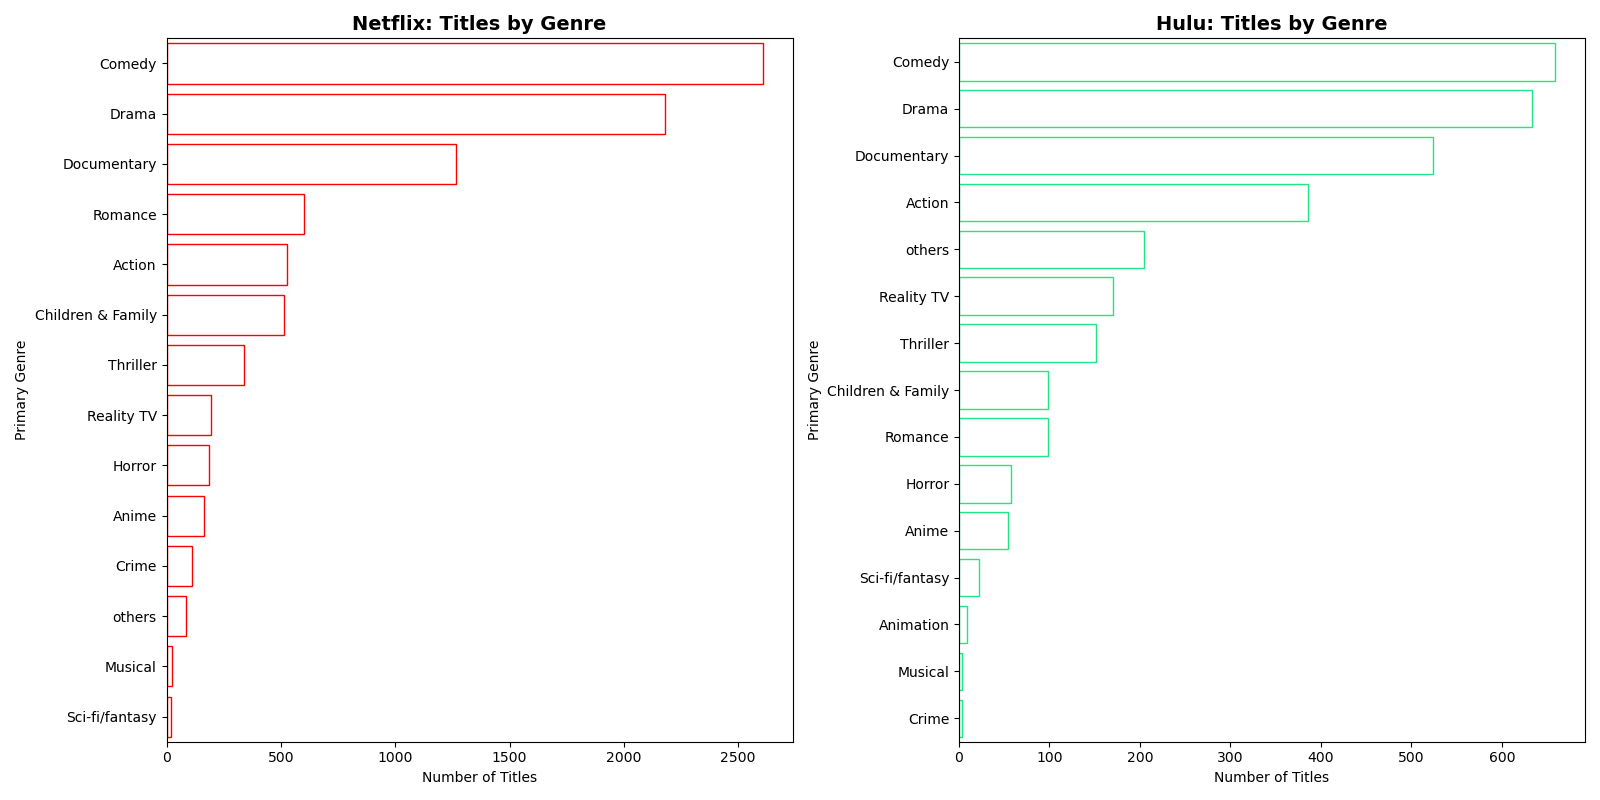 Netflix: Titles by Genre
Primary Genre
Comedy
Drama
Documentary
Romance
Action
Children & Family
Thriller
Reality TV
Horror
Anime
Crime
others
Musical
Sci-fi/fantasy
0 500 1000 1500 2000 2500
Number of Titles
Hulu: Titles by Genre
Primary Genre
Comedy
Drama
Documentary
Action
others
Reality TV
Thriller
Children & Family
Romance
Horror
Anime
Sci-fi/fantasy
Animation
Musical
Crime
0 100 200 300 400 500 600
Number of Titles